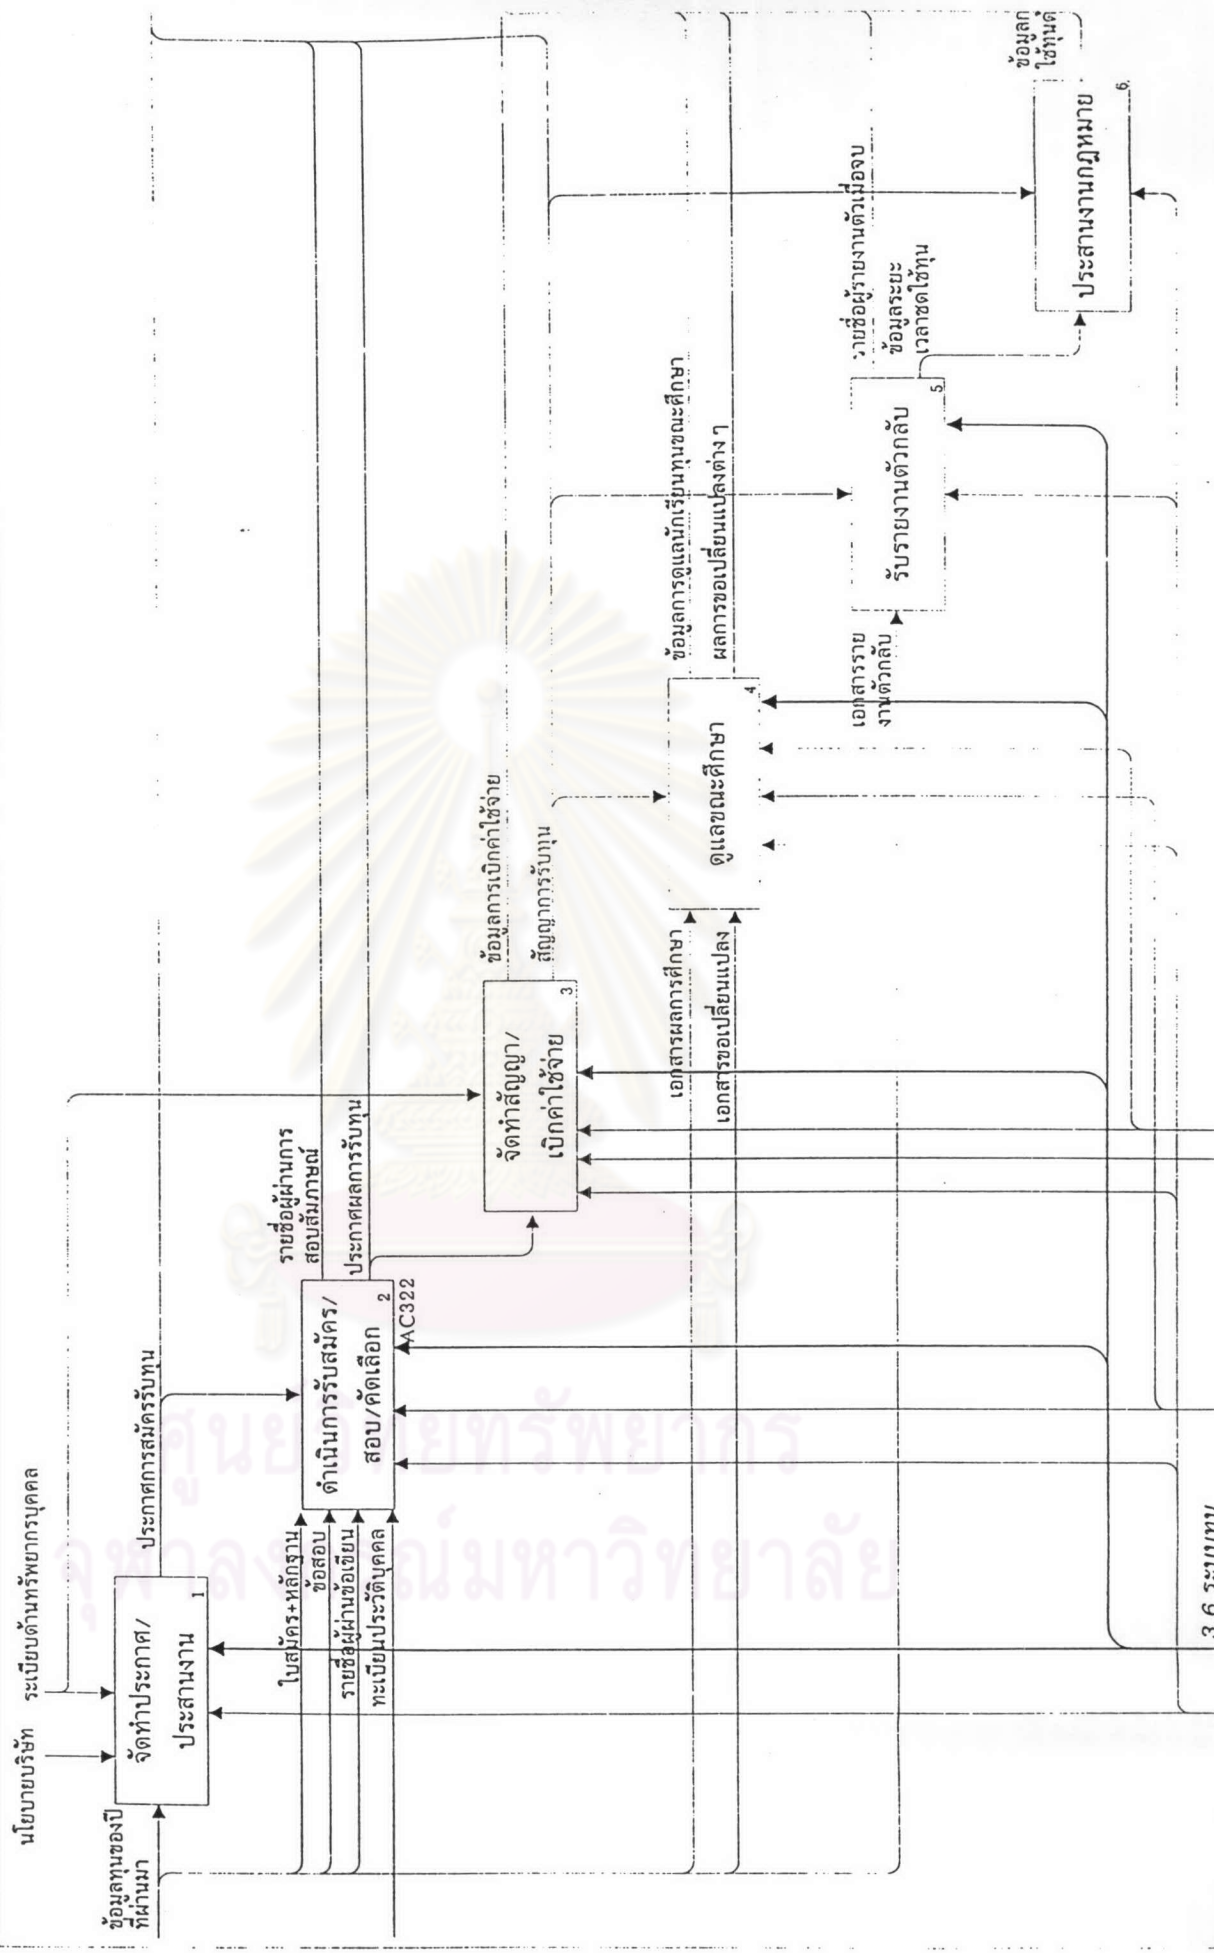 นโยบายบริษัท
ระเบียบด้านทรัพยากรบุคคล
ข้อมูลทุนของปี
ที่ผ่านมา
จัดทำประกาศ/
ประสานงาน
1
ประกาศการสมัครรับทุน
ใบสมัคร+หลักฐาน
ข้อสอบ
รายชื่อผู้ผ่านข้อเขียน
ทะเบียนประวัติบุคคล
ดำเนินการรับสมัคร/
สอบ/คัดเลือก
2
AC322
รายชื่อผู้ผ่านการ
สอบสัมภาษณ์
ประกาศผลการรับทุน
จัดทำสัญญา/
เบิกค่าใช้จ่าย
3
ข้อมูลการเบิกค่าใช้จ่าย
สัญญาการรับทุน
เอกสารผลการศึกษา
เอกสารขอเปลี่ยนแปลง
ดูแลขณะศึกษา
4
ข้อมูลการดูแลนักเรียนทุนขณะศึกษา
ผลการขอเปลี่ยนแปลงต่าง ๆ
เอกสารราย
งานตัวกลับ
รับรายงานตัวกลับ
5
รายชื่อผู้รายงานตัวเมื่อจบ
ข้อมูลระยะ
เวลาชดใช้ทุน
ประสานงานกฎหมาย
6
ข้อมูลก
ใช้ทุนด
3.6 ระบบทุน
ศูนย์วิทยทรัพยากร
จุฬาลงกรณ์มหาวิทยาลัย